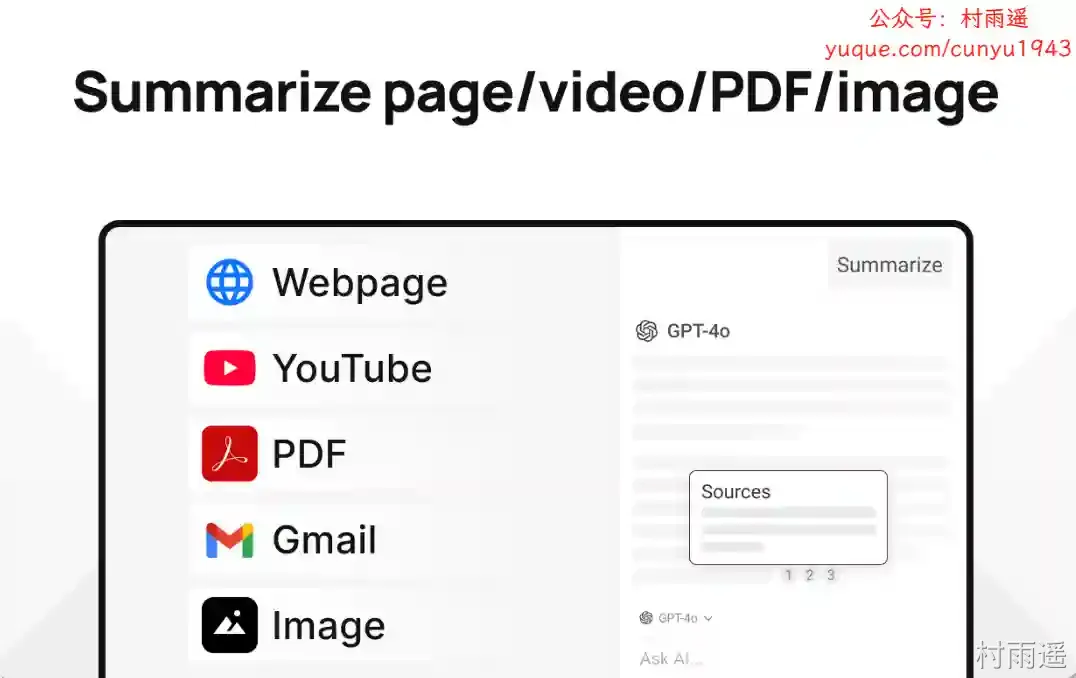 公众号：村雨遥
yuque.com/cunyu1943
Summarize page/video/PDF/image
Webpage
YouTube
PDF
Gmail
Image
Summarize
GPT-4o
Sources
1 2 3
GPT-4o
Ask AI...
村雨遥